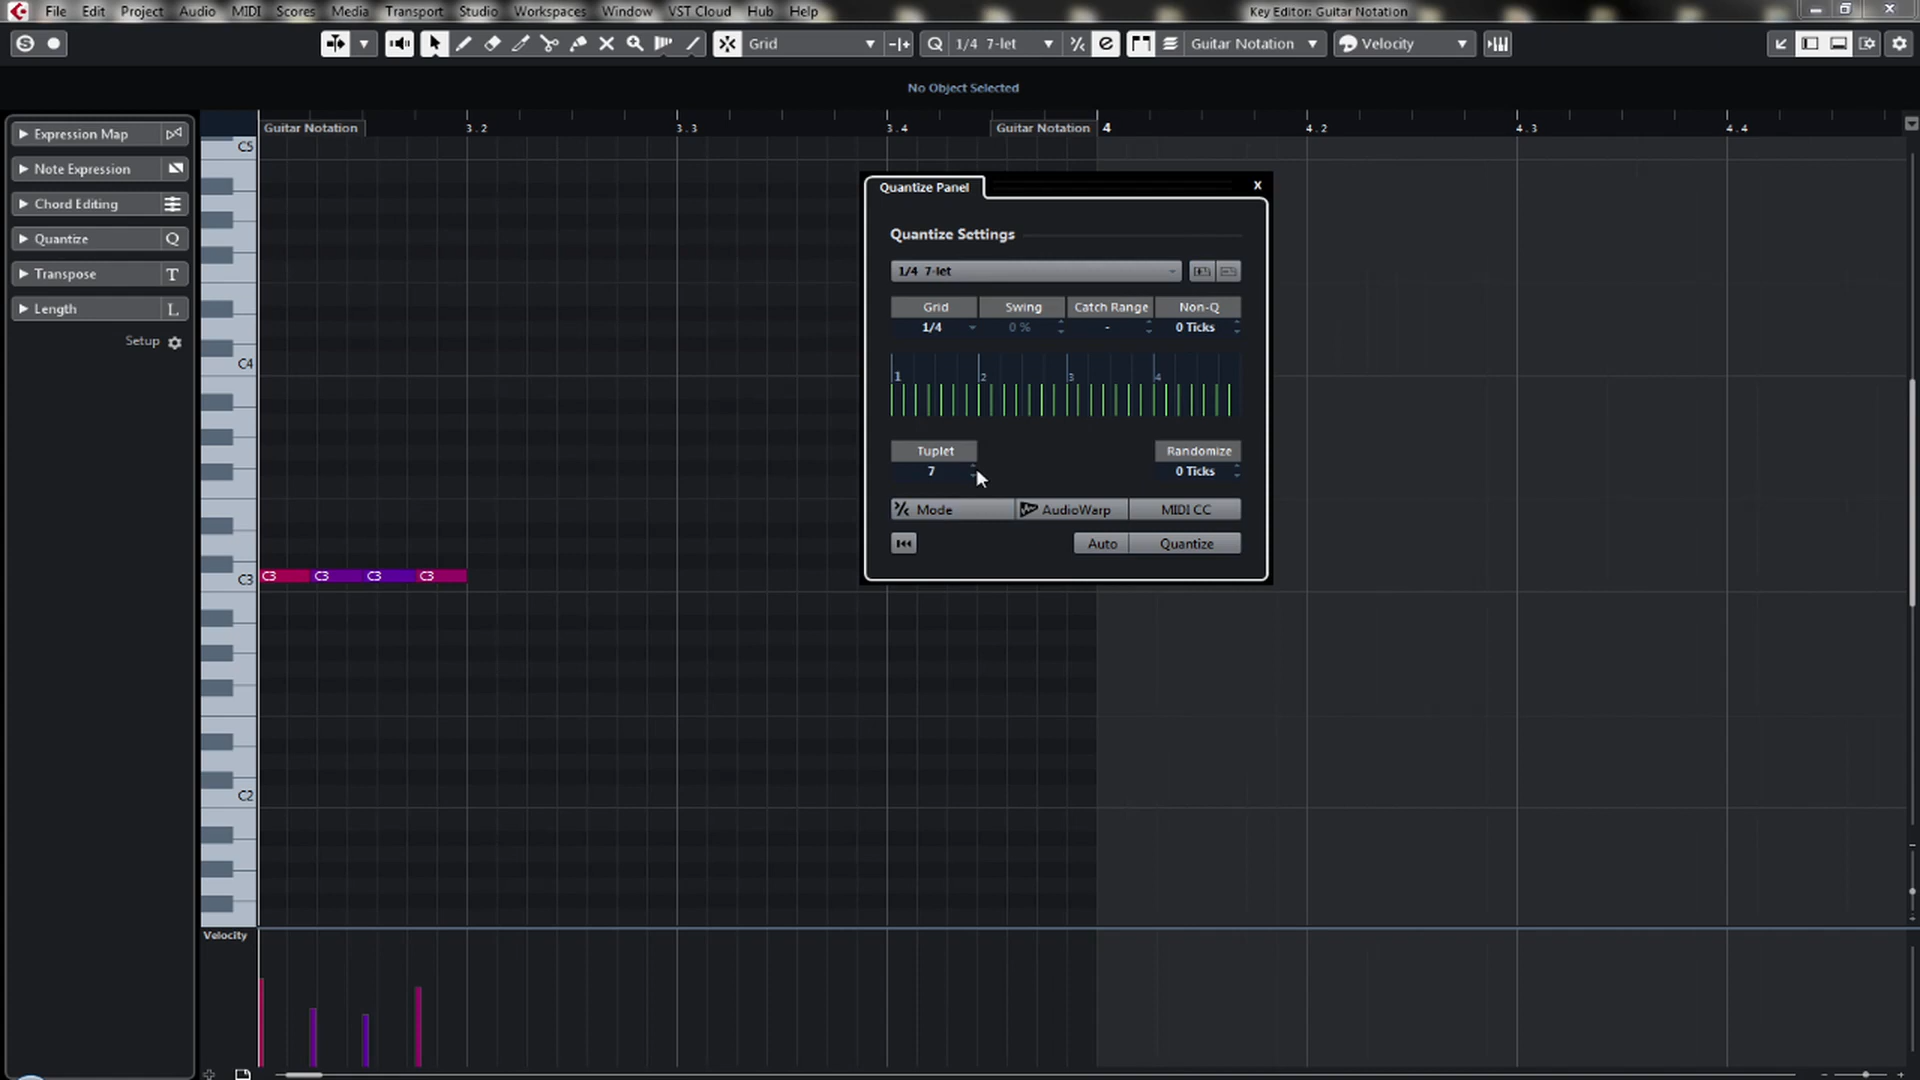 File Edit Project Audio MIDI Scores Media Transport Studio Workspaces Window VST Cloud Hub Help Key Editor: Guitar Notation
Grid 1/4 7-let Guitar Notation Velocity
No Object Selected
Guitar Notation 3.2 3.3 3.4 Guitar Notation 4 4.2 4.3 4.4
Expression Map
Note Expression
Chord Editing
Quantize Q
Transpose T
Length L
Setup
C5
C4
C3 C3 C3 C3 C3
C2
Velocity
Quantize Panel x
Quantize Settings
1/4 7-let
Grid Swing Catch Range Non-Q
1/4 0 % - 0 Ticks
1 2 3 4
Tuplet Randomize
7 0 Ticks
Mode AudioWarp MIDI CC
Auto Quantize